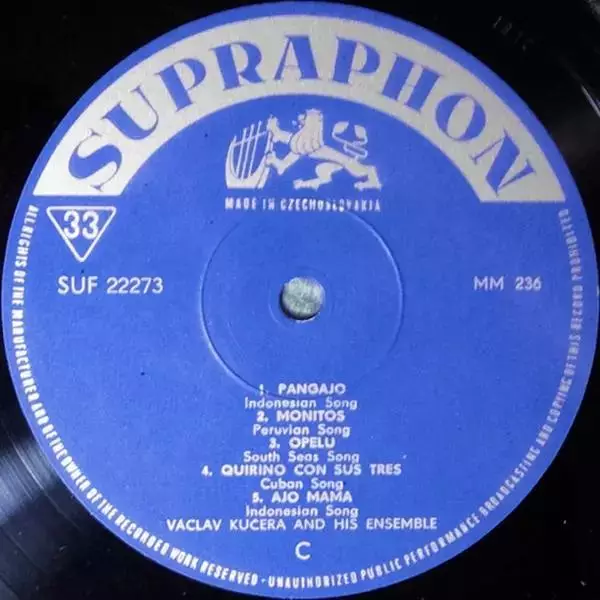 SUPRAPHON
MADE IN CZECHOSLOVAKIA
33
SUF 22273
MM 236
1. PANGAJO
Indonesian Song
2. MONITOS
Peruvian Song
3. OPELU
South Seas Song
4. QUIRINO CON SUS TRES
Cuban Song
5. AJO MAMA
Indonesian Song
VACLAV KUCERA AND HIS ENSEMBLE
C
ALL RIGHTS OF THE MANUFACTURER AND OF THE OWNER OF THE RECORDED WORK RESERVED - UNAUTHORIZED PUBLIC PERFORMANCE BROADCASTING AND COPYING OF THIS RECORD PROHIBITED